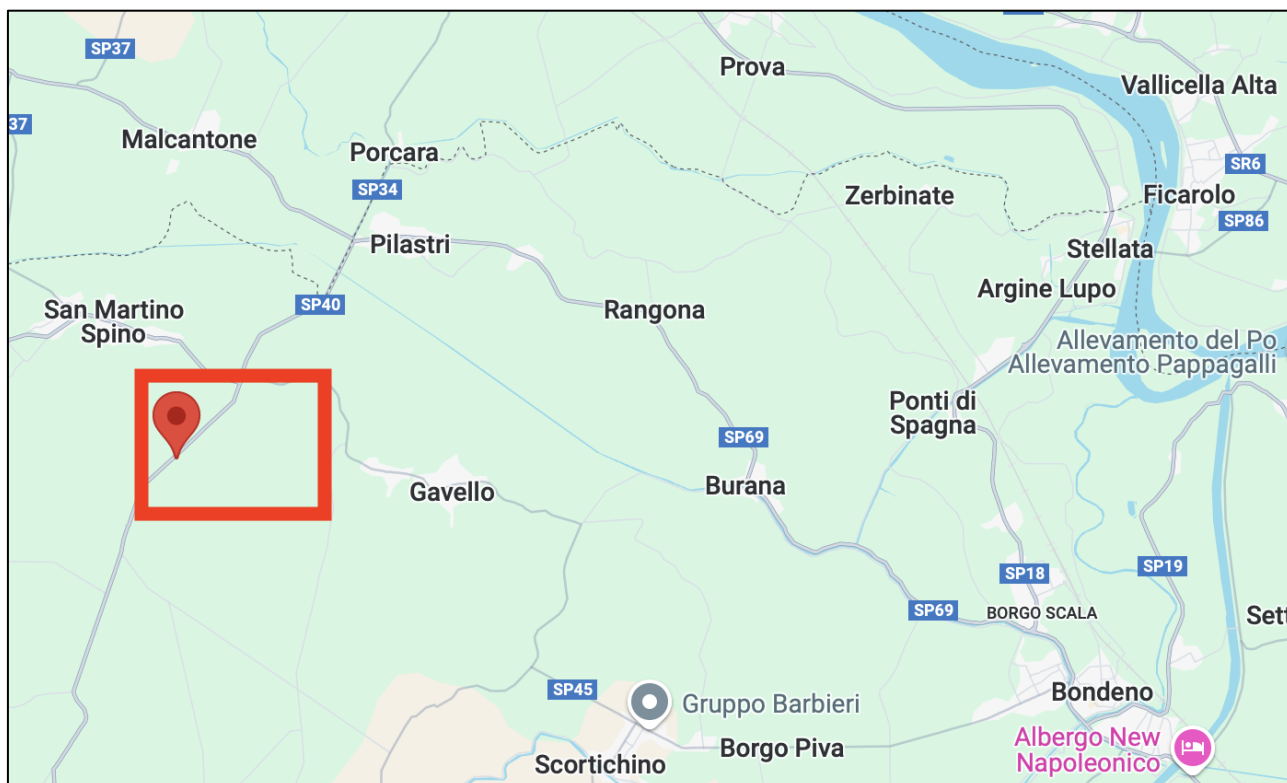 SP37
Prova
Vallicella Alta
37
Malcantone
Porcara
SR6
SP34
Zerbinate
Ficarolo
SP86
Pilastri
Stellata
Argine Lupo
San Martino
Spino
SP40
Rangona
Allevamento del Po
Allevamento Pappagalli
Ponti di
Spagna
SP69
Gavello
Burana
SP18
SP19
SP69
BORGO SCALA
Sett
SP45
Gruppo Barbieri
Bondeno
Borgo Piva
Albergo New
Napoleonico
Scortichino